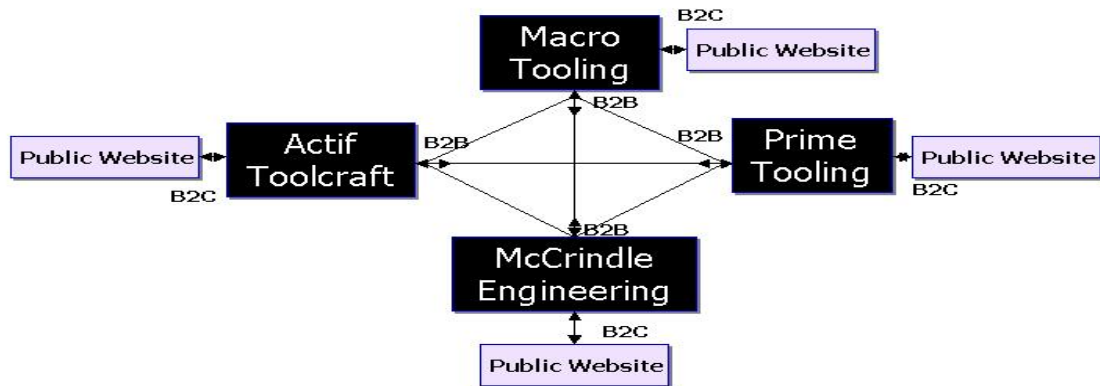 B2C
Macro
Tooling
Public Website
B2B
Public Website
B2C
Actif
Toolcraft
B2B
B2B
Prime
Tooling
Public Website
B2C
B2B
McCrindle
Engineering
B2C
Public Website